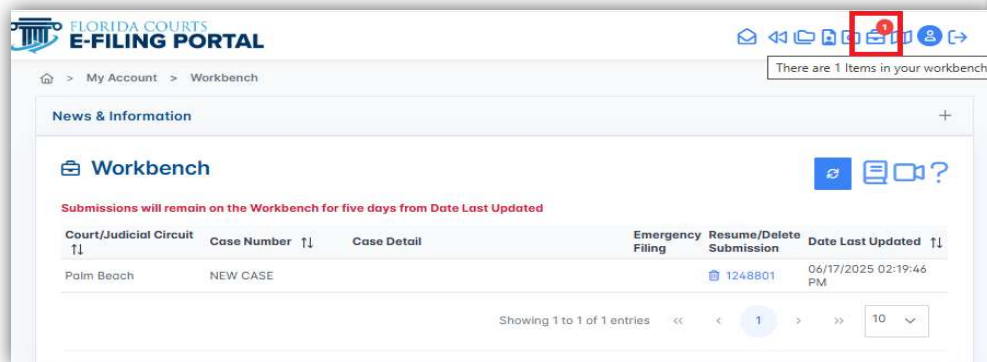 FLORIDA COURTS
E-FILING PORTAL
1
There are 1 Items in your workbench
> My Account > Workbench
News & Information +
Workbench
?
Submissions will remain on the Workbench for five days from Date Last Updated
Court/Judicial Circuit Case Number Case Detail Emergency Filing Resume/Delete Submission Date Last Updated
Palm Beach NEW CASE 1248801 06/17/2025 02:19:46 PM
Showing 1 to 1 of 1 entries << < 1 > >> 10